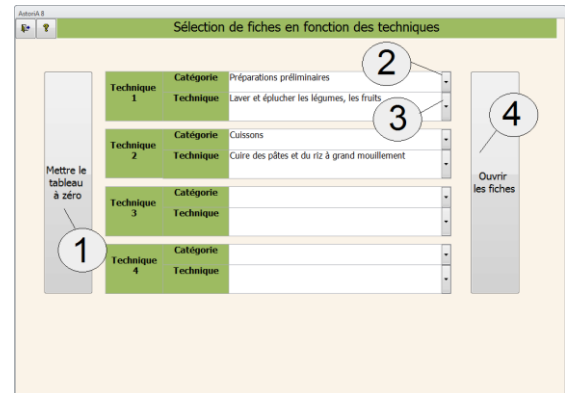 AstoriA 8
?
Sélection de fiches en fonction des techniques
Mettre le
tableau
à zéro
1
Technique
1
Catégorie
Préparations préliminaires
Technique
Laver et éplucher les légumes, les fruits
2
3
Technique
2
Catégorie
Cuissons
Technique
Cuire des pâtes et du riz à grand mouillement
Technique
3
Catégorie
Technique
Technique
4
Catégorie
Technique
4
Ouvrir
les fiches